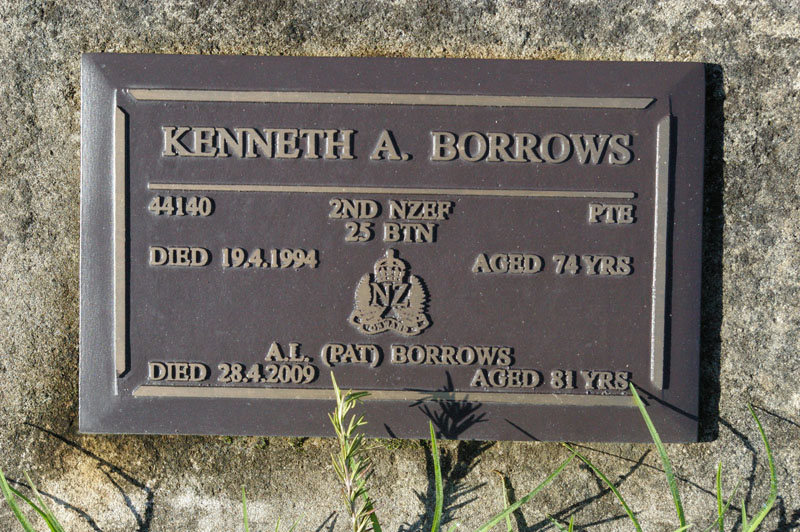 KENNETH A. BORROWS
44140 2ND NZEF PTE
25 BTN
DIED 19.4.1994 AGED 74 YRS
NZ
ONWARD
A.L. (PAT) BORROWS
DIED 28.4.2009 AGED 81 YRS